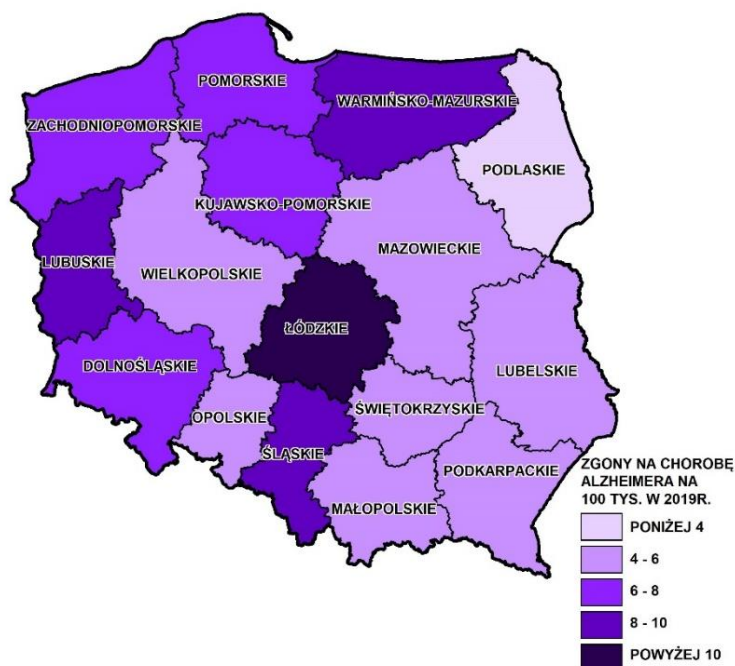 POMORSKIE
WARMIŃSKO-MAZURSKIE
ZACHODNIOPOMORSKIE
PODLASKIE
KUJAWSKO-POMORSKIE
MAZOWIECKIE
LUBUSKIE
WIELKOPOLSKIE
ŁÓDZKIE
DOLNOŚLĄSKIE
LUBELSKIE
OPOLSKIE
ŚWIĘTOKRZYSKIE
ŚLĄSKIE
PODKARPACKIE
MAŁOPOLSKIE
ZGONY NA CHOROBĘ
ALZHEIMERA NA
100 TYS. W 2019R.
PONIŻEJ 4
4 - 6
6 - 8
8 - 10
POWYŻEJ 10